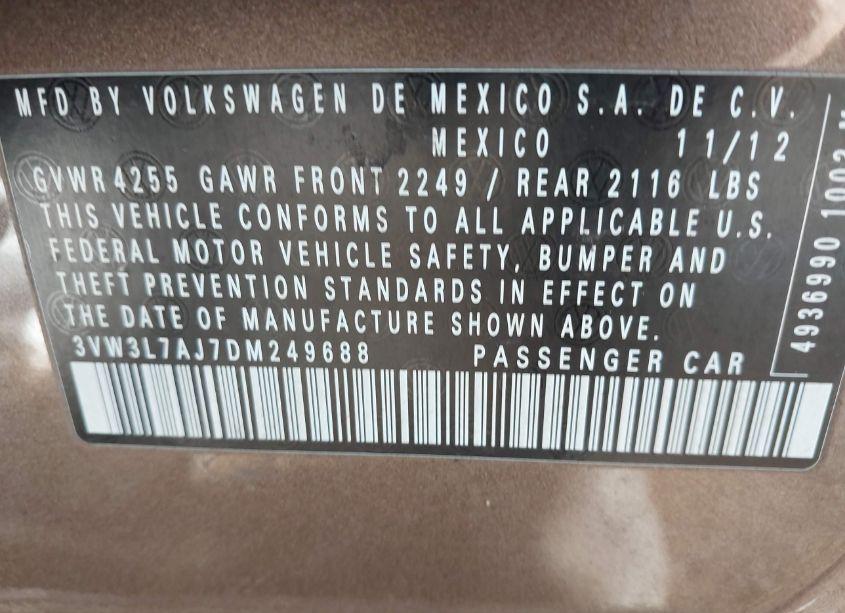 MFD BY VOLKSWAGEN DE MEXICO S.A. DE C.V.
MEXICO 11/12
GVWR 4255 GAWR FRONT 2249 / REAR 2116 LBS
THIS VEHICLE CONFORMS TO ALL APPLICABLE U.S.
FEDERAL MOTOR VEHICLE SAFETY, BUMPER AND
THEFT PREVENTION STANDARDS IN EFFECT ON
THE DATE OF MANUFACTURE SHOWN ABOVE.
3VW3L7AJ7DM249688 PASSENGER CAR
4936990 1003